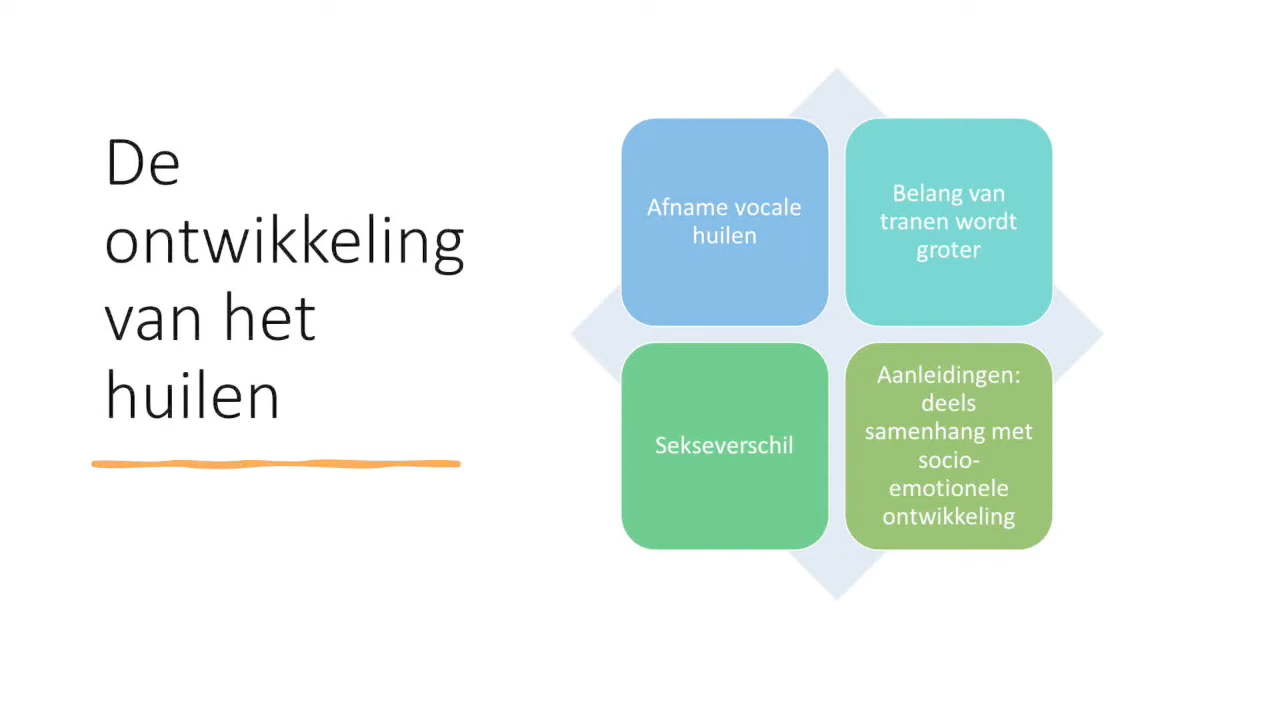 De
ontwikkeling
van het
huilen
Afname vocale
huilen
Belang van
tranen wordt
groter
Sekseverschil
Aanleidingen:
deels
samenhang met
socio-
emotionele
ontwikkeling